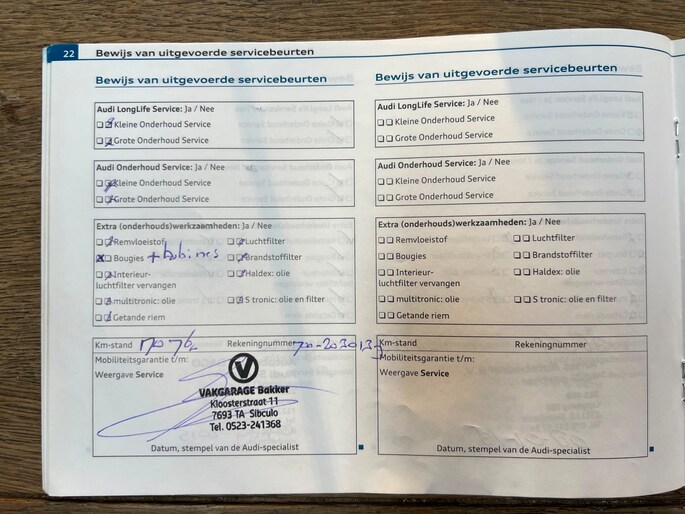 22 Bewijs van uitgevoerde servicebeurten
Bewijs van uitgevoerde servicebeurten
Audi LongLife Service: Ja / Nee
Kleine Onderhoud Service
Grote Onderhoud Service
Audi Onderhoud Service: Ja / Nee
Kleine Onderhoud Service
Grote Onderhoud Service
Extra (onderhouds)werkzaamheden: Ja / Nee
Remvloeistof Luchtfilter
Bougies + bobines Brandstoffilter
Interieur- Haldex: olie
luchtfilter vervangen
multitronic: olie S tronic: olie en filter
Getande riem
Km-stand Rekeningnummer
Mobiliteitsgarantie t/m:
Weergave Service
VAKGARAGE Bakker
Kloosterstraat 11
7693 TA Sibculo
Tel. 0523-241368
Datum, stempel van de Audi-specialist
Bewijs van uitgevoerde servicebeurten
Audi LongLife Service: Ja / Nee
Kleine Onderhoud Service
Grote Onderhoud Service
Audi Onderhoud Service: Ja / Nee
Kleine Onderhoud Service
Grote Onderhoud Service
Extra (onderhouds)werkzaamheden: Ja / Nee
Remvloeistof Luchtfilter
Bougies Brandstoffilter
Interieur- Haldex: olie
luchtfilter vervangen
multitronic: olie S tronic: olie en filter
Getande riem
Km-stand Rekeningnummer
Mobiliteitsgarantie t/m:
Weergave Service
Datum, stempel van de Audi-specialist